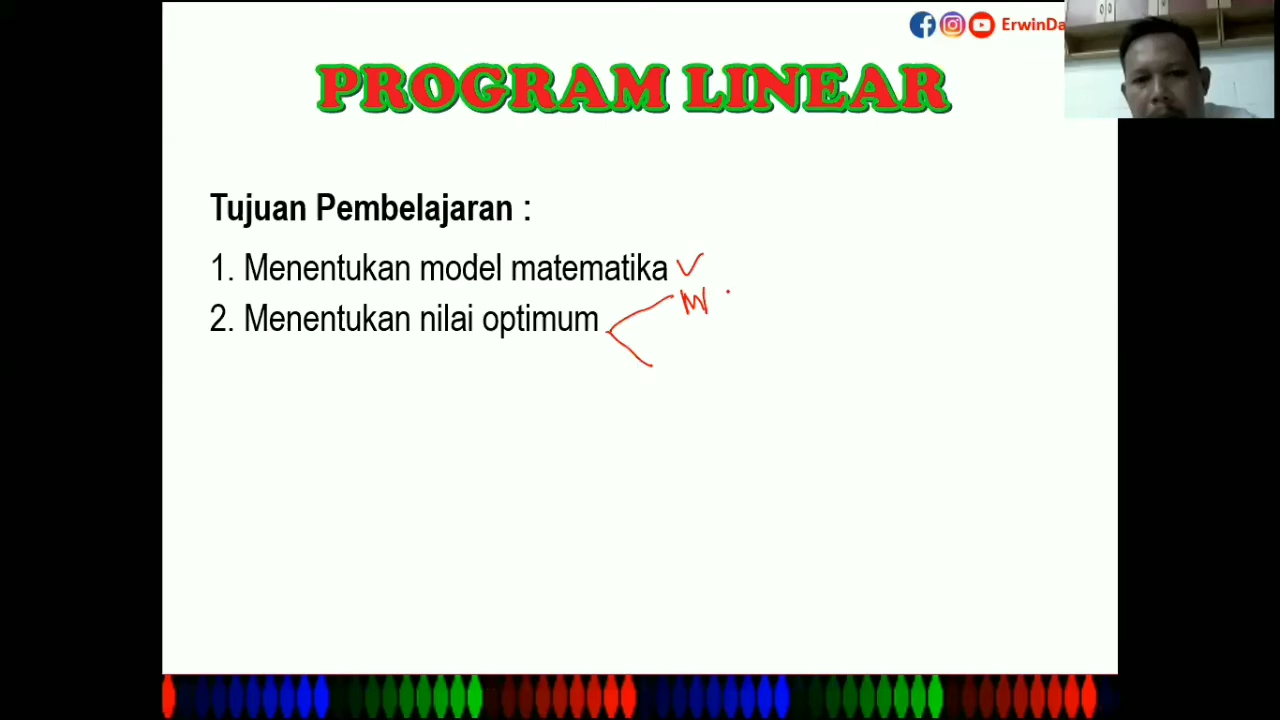 ErwinDa
PROGRAM LINEAR
Tujuan Pembelajaran :
1. Menentukan model matematika
2. Menentukan nilai optimum
M